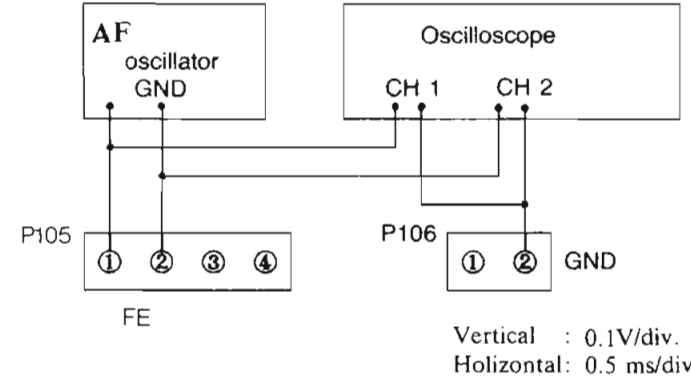 AF
oscillator
GND
Oscilloscope
CH 1
CH 2
P105
① ② ③ ④
FE
P106
① ②
GND
Vertical : 0.1V/div.
Holizontal: 0.5 ms/div